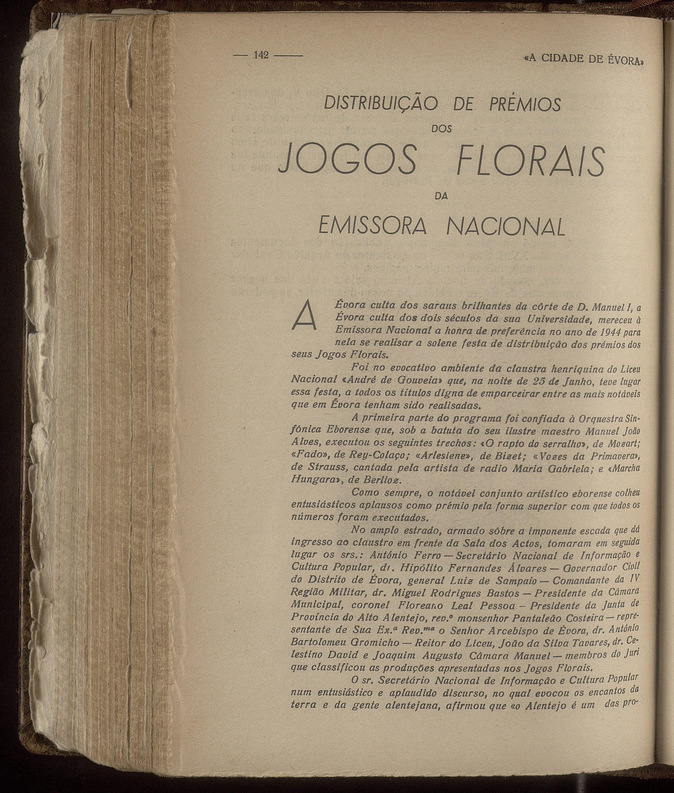 — 142 —
«A CIDADE DE ÉVORA»
DISTRIBUIÇÃO DE PRÉMIOS
DOS
JOGOS FLORAIS
DA
EMISSORA NACIONAL
A Évora culta dos saraus brilhantes da côrte de D. Manuel I, a
Évora culta dos dois séculos da sua Universidade, mereceu à
Emissora Nacional a honra de preferência no ano de 1944 para
nela se realisar a solene festa de distribuição dos prémios dos
seus Jogos Florais.
Foi no evocativo ambiente da claustra henriquina do Liceu
Nacional «André de Gouveia» que, na noite de 25 de Junho, teve lugar
essa festa, a todos os títulos digna de emparceirar entre as mais notáveis
que em Évora tenham sido realisadas.
A primeira parte do programa foi confiada à Orquestra Sin-
fónica Eborense que, sob a batuta do seu ilustre maestro Manuel João
Alves, executou os seguintes trechos: «O rapto do serralho», de Mozart;
«Fado», de Rey-Colaço; «Arlesiene», de Bizet; «Vozes da Primavera»,
de Strauss, cantada pela artista de radio Maria Gabriela; e «Marcha
Hungara», de Berlioz.
Como sempre, o notável conjunto artístico eborense colheu
entusiásticos aplausos como prémio pela forma superior com que todos os
números foram executados.
No amplo estrado, armado sôbre a imponente escada que dá
ingresso ao claustro em frente da Sala dos Actos, tomaram em seguida
lugar os srs.: António Ferro — Secretário Nacional de Informação e
Cultura Popular, dr. Hipólito Fernandes Álvares — Governador Civil
do Distrito de Évora, general Luiz de Sampaio — Comandante da IV
Região Militar, dr. Miguel Rodrigues Bastos — Presidente da Câmara
Municipal, coronel Floreano Leal Pessoa — Presidente da Junta de
Província do Alto Alentejo, rev.º monsenhor Pantaleão Costeira — repre-
sentante de Sua Ex.ª Rev.ᵐᵃ o Senhor Arcebispo de Évora, dr. António
Bartolomeu Gromicho — Reitor do Liceu, João da Silva Tavares, dr. Ce-
lestino David e Joaquim Augusto Câmara Manuel — membros do Juri
que classificou as produções apresentadas nos Jogos Florais.
O sr. Secretário Nacional de Informação e Cultura Popular
num entusiástico e aplaudido discurso, no qual evocou os encantos da
terra e da gente alentejana, afirmou que «o Alentejo é um das pro-